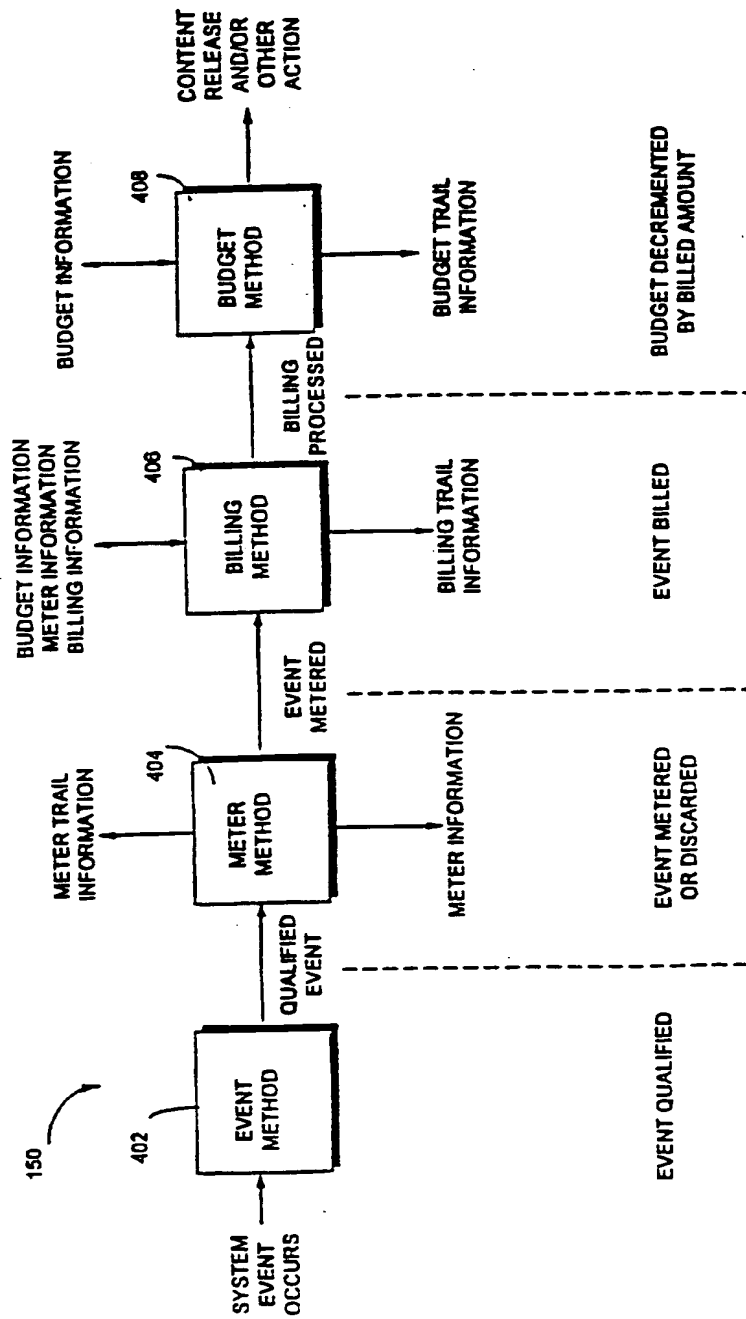 150
SYSTEM
EVENT
OCCURS
402
EVENT
METHOD
QUALIFIED
EVENT
EVENT QUALIFIED
METER TRAIL
INFORMATION
404
METER
METHOD
EVENT
METERED
METER INFORMATION
EVENT METERED
OR DISCARDED
BUDGET INFORMATION
METER INFORMATION
BILLING INFORMATION
406
BILLING
METHOD
BILLING
PROCESSED
BILLING TRAIL
INFORMATION
EVENT BILLED
BUDGET INFORMATION
408
BUDGET
METHOD
CONTENT
RELEASE
AND/OR
OTHER
ACTION
BUDGET TRAIL
INFORMATION
BUDGET DECREMENTED
BY BILLED AMOUNT